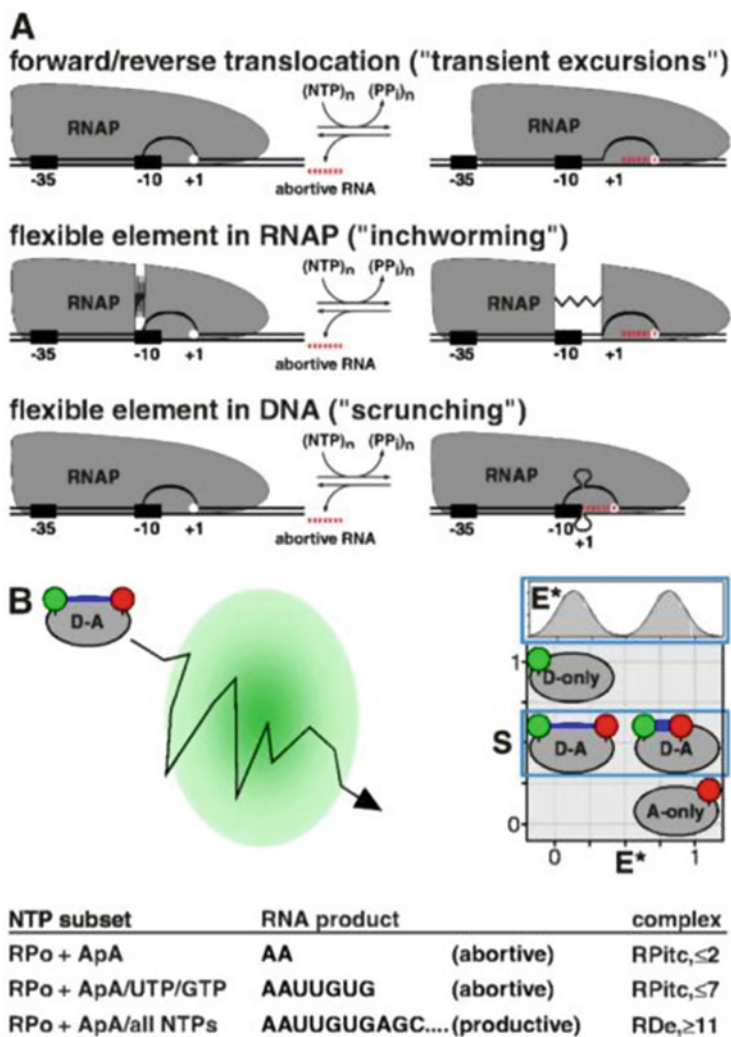 A
forward/reverse translocation ("transient excursions")
(NTP)n (PPi)n
RNAP RNAP
-35 -10 +1 abortive RNA -35 -10 +1
flexible element in RNAP ("inchworming")
(NTP)n (PPi)n
RNAP RNAP
-35 -10 +1 abortive RNA -35 -10 +1
flexible element in DNA ("scrunching")
(NTP)n (PPi)n
RNAP RNAP
-35 -10 +1 abortive RNA -35 -10 +1
B
D-A
E*
1 D-only
S D-A D-A
A-only
0
0 E* 1
NTP subset RNA product complex
RPo + ApA AA (abortive) RPitc,≤2
RPo + ApA/UTP/GTP AAUUGUG (abortive) RPitc,≤7
RPo + ApA/all NTPs AAUUGUGAGC....(productive) RDe,≥11